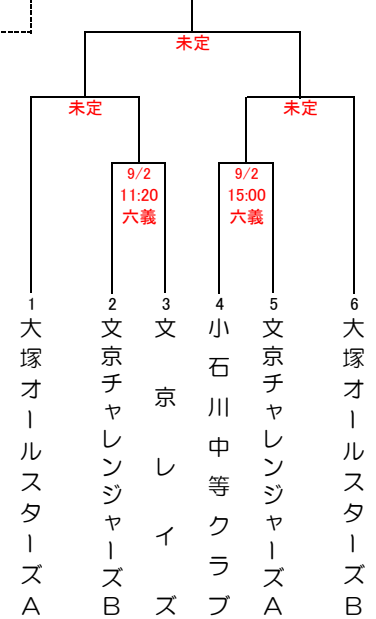 未定
未定
未定
9/2
11:20
六義
9/2
15:00
六義
1
大塚オールスターズA
2
文京チャレンジャーズB
3
文京レイズ
4
小石川中等クラブ
5
文京チャレンジャーズA
6
大塚オールスターズB